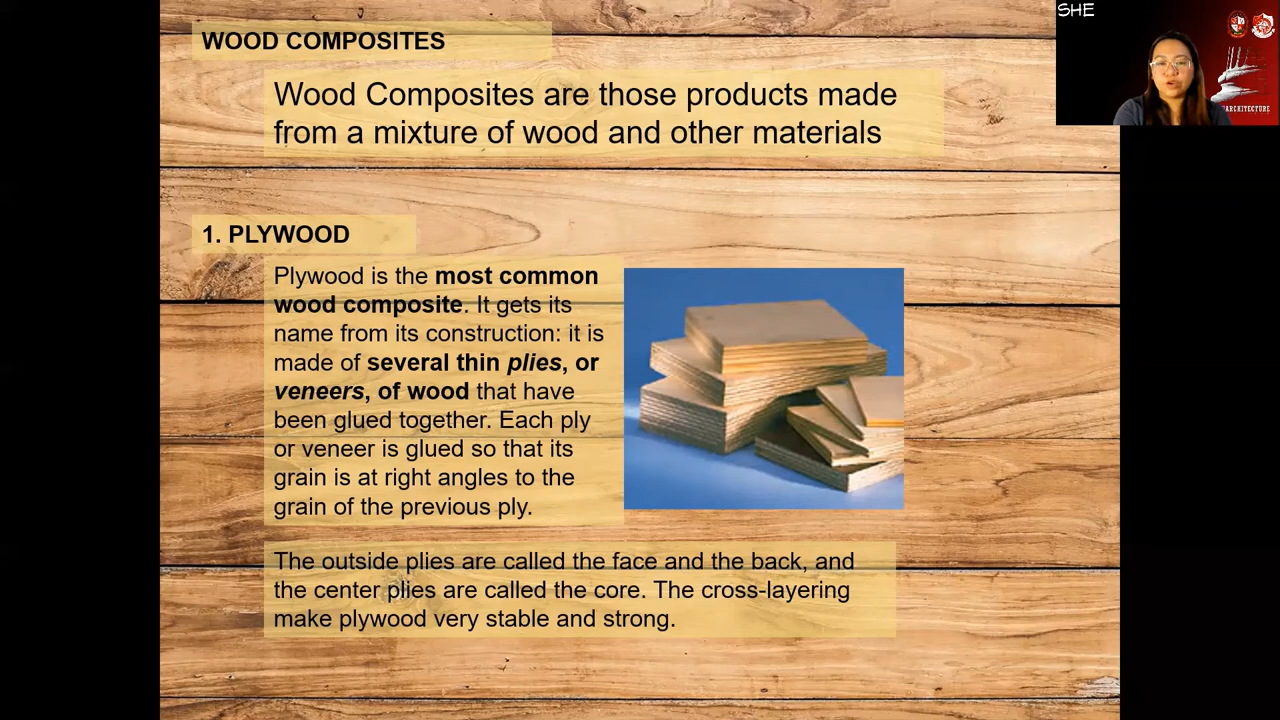 WOOD COMPOSITES
Wood Composites are those products made
from a mixture of wood and other materials
1. PLYWOOD
Plywood is the most common
wood composite. It gets its
name from its construction: it is
made of several thin plies, or
veneers, of wood that have
been glued together. Each ply
or veneer is glued so that its
grain is at right angles to the
grain of the previous ply.
The outside plies are called the face and the back, and
the center plies are called the core. The cross-layering
make plywood very stable and strong.
SHE